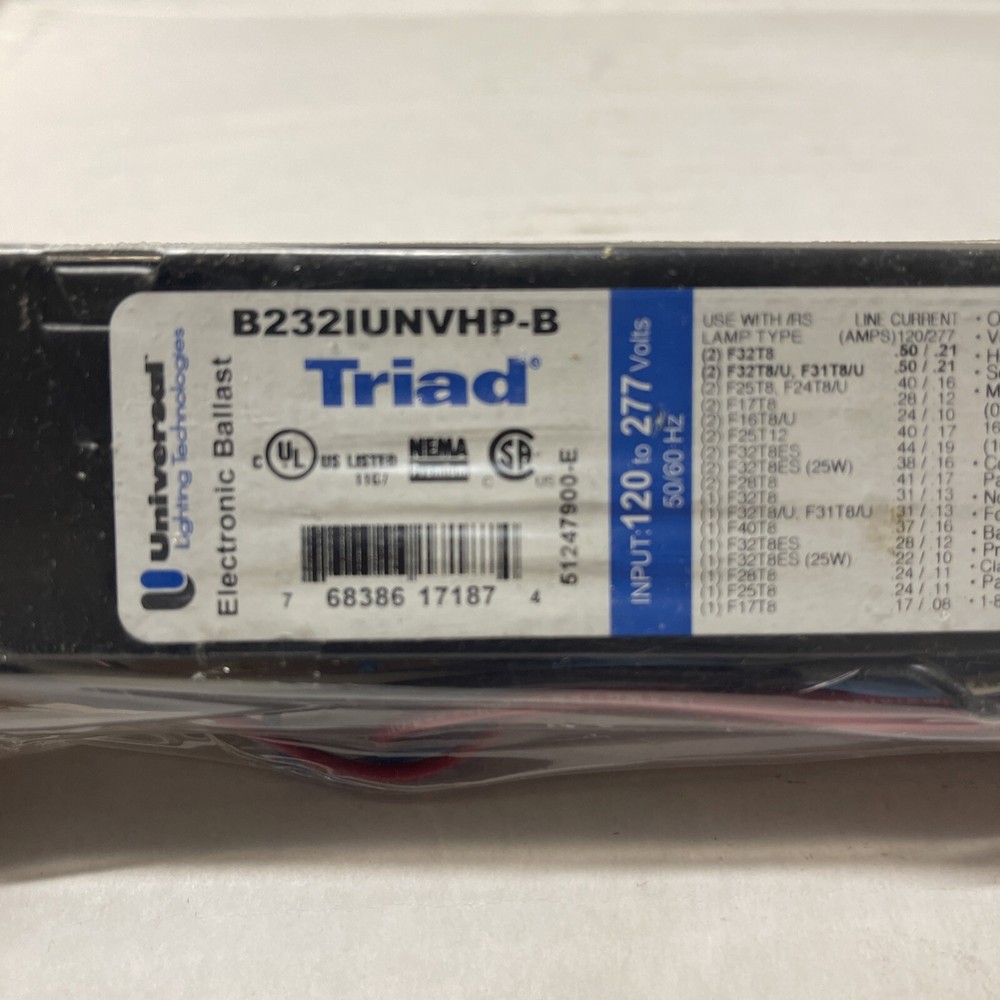 B232IUNVHP-B
Triad
Universal
Lighting Technologies
Electronic Ballast
C UL US LISTED
NEMA
Premium
C US
51247900-E
7 68386 17187 4
INPUT: 120 to 277 Volts
50/60 Hz
USE WITH /RS LINE CURRENT
LAMP TYPE (AMPS)120/277
(2) F32T8 .50 / .21
(2) F32T8/U, F31T8/U .50 / .21
(2) F25T8, F24T8/U .40 / .16
(2) F17T8 .28 / .12
(2) F16T8/U .24 / .10
(2) F25T12 .40 / .17
(2) F32T8ES .44 / .19
(2) F32T8ES (25W) .38 / .16
(2) F28T8 .41 / .17
(1) F32T8 .31 / .13
(1) F32T8/U, F31T8/U .31 / .13
(1) F40T8 .37 / .16
(1) F32T8ES .28 / .12
(1) F32T8ES (25W) .22 / .10
(1) F28T8 .24 / .11
(1) F25T8 .24 / .11
(1) F17T8 .17 / .08